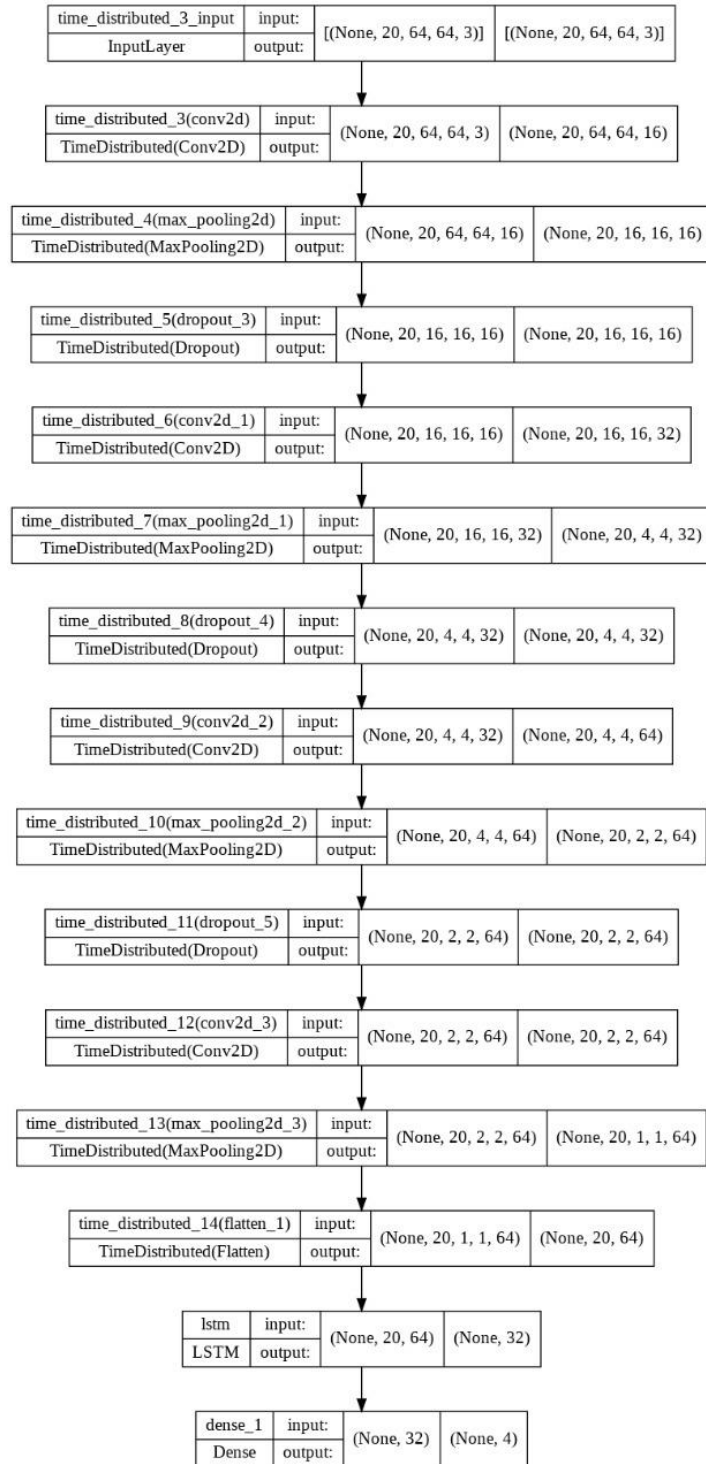 time_distributed_3_input input: [(None, 20, 64, 64, 3)] [(None, 20, 64, 64, 3)]
InputLayer output:
time_distributed_3(conv2d) input: (None, 20, 64, 64, 3) (None, 20, 64, 64, 16)
TimeDistributed(Conv2D) output:
time_distributed_4(max_pooling2d) input: (None, 20, 64, 64, 16) (None, 20, 16, 16, 16)
TimeDistributed(MaxPooling2D) output:
time_distributed_5(dropout_3) input: (None, 20, 16, 16, 16) (None, 20, 16, 16, 16)
TimeDistributed(Dropout) output:
time_distributed_6(conv2d_1) input: (None, 20, 16, 16, 16) (None, 20, 16, 16, 32)
TimeDistributed(Conv2D) output:
time_distributed_7(max_pooling2d_1) input: (None, 20, 16, 16, 32) (None, 20, 4, 4, 32)
TimeDistributed(MaxPooling2D) output:
time_distributed_8(dropout_4) input: (None, 20, 4, 4, 32) (None, 20, 4, 4, 32)
TimeDistributed(Dropout) output:
time_distributed_9(conv2d_2) input: (None, 20, 4, 4, 32) (None, 20, 4, 4, 64)
TimeDistributed(Conv2D) output:
time_distributed_10(max_pooling2d_2) input: (None, 20, 4, 4, 64) (None, 20, 2, 2, 64)
TimeDistributed(MaxPooling2D) output:
time_distributed_11(dropout_5) input: (None, 20, 2, 2, 64) (None, 20, 2, 2, 64)
TimeDistributed(Dropout) output:
time_distributed_12(conv2d_3) input: (None, 20, 2, 2, 64) (None, 20, 2, 2, 64)
TimeDistributed(Conv2D) output:
time_distributed_13(max_pooling2d_3) input: (None, 20, 2, 2, 64) (None, 20, 1, 1, 64)
TimeDistributed(MaxPooling2D) output:
time_distributed_14(flatten_1) input: (None, 20, 1, 1, 64) (None, 20, 64)
TimeDistributed(Flatten) output:
lstm input: (None, 20, 64) (None, 32)
LSTM output:
dense_1 input: (None, 32) (None, 4)
Dense output: